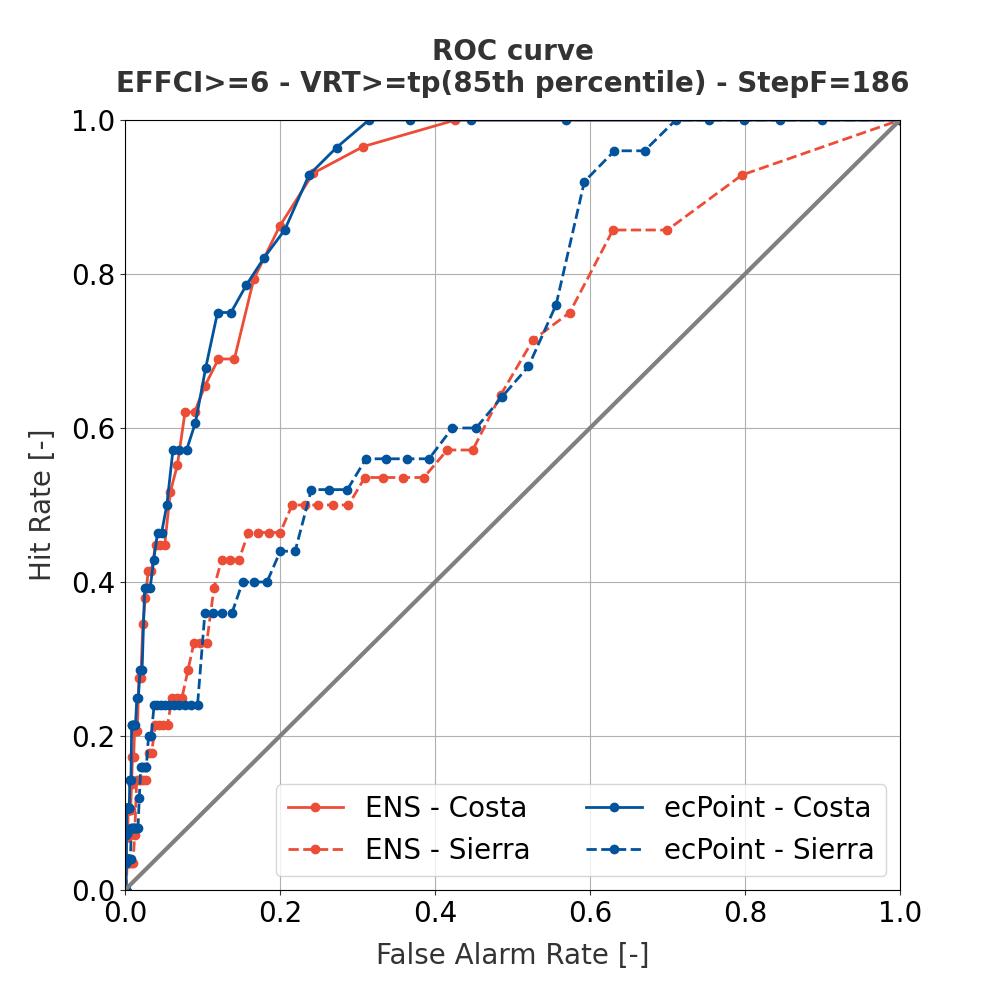 ROC curve
EFFCI>=6 - VRT>=tp(85th percentile) - StepF=186
1.0
0.8
0.6
0.4
0.2
0.0
Hit Rate [-]
ENS - Costa
ENS - Sierra
ecPoint - Costa
ecPoint - Sierra
0.0 0.2 0.4 0.6 0.8 1.0
False Alarm Rate [-]